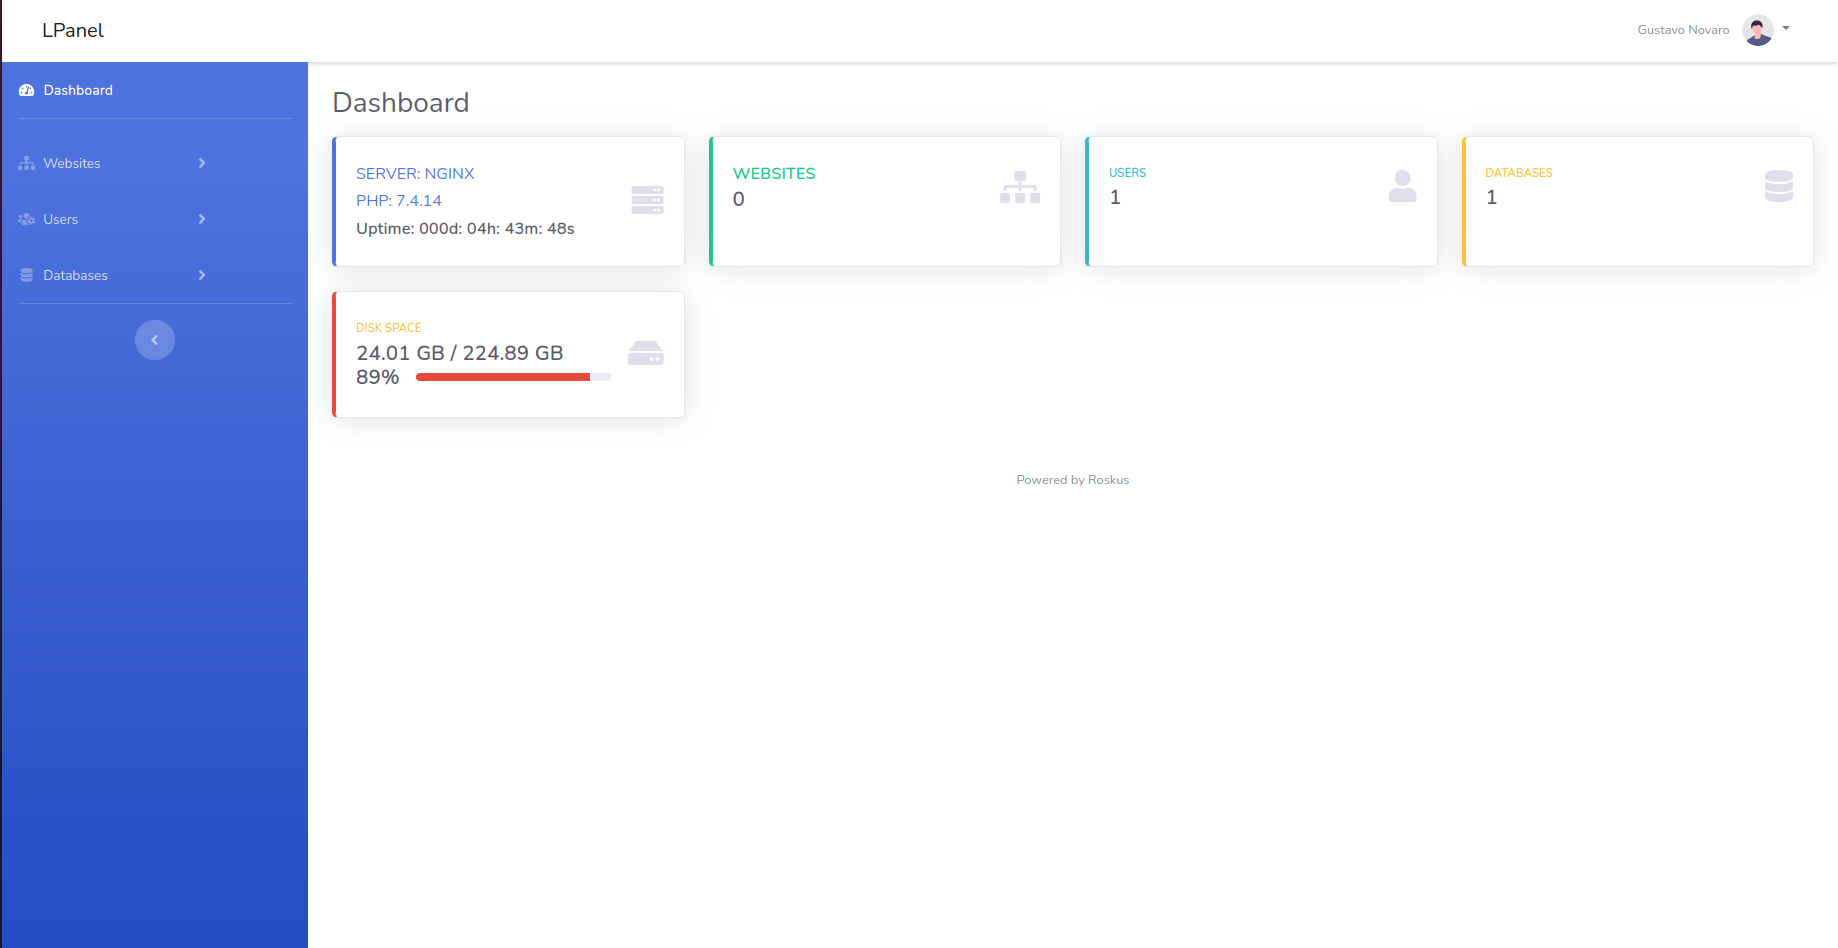 LPanel
Gustavo Novaro
Dashboard
Websites
Users
Databases
Dashboard
SERVER: NGINX
PHP: 7.4.14
Uptime: 000d: 04h: 43m: 48s
WEBSITES
0
USERS
1
DATABASES
1
DISK SPACE
24.01 GB / 224.89 GB
89%
Powered by Roskus